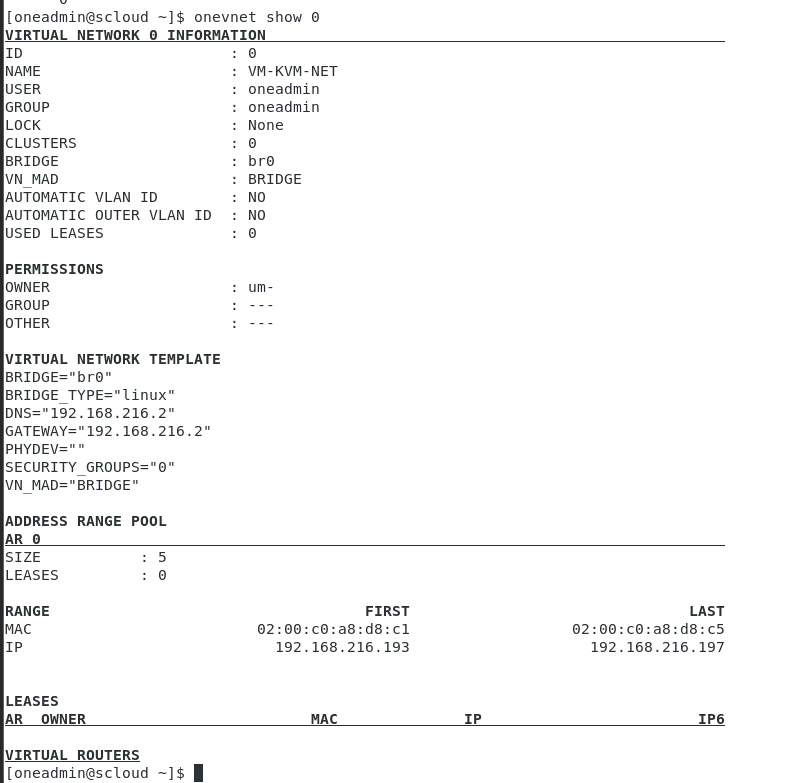 [oneadmin@scloud ~]$ onevnet show 0
VIRTUAL NETWORK 0 INFORMATION
ID                         : 0
NAME                       : VM-KVM-NET
USER                       : oneadmin
GROUP                      : oneadmin
LOCK                       : None
CLUSTERS                   : 0
BRIDGE                     : br0
VN_MAD                     : BRIDGE
AUTOMATIC VLAN ID          : NO
AUTOMATIC OUTER VLAN ID    : NO
USED LEASES                : 0
PERMISSIONS
OWNER                      : um-
GROUP                      : ---
OTHER                      : ---
VIRTUAL NETWORK TEMPLATE
BRIDGE="br0"
BRIDGE_TYPE="linux"
DNS="192.168.216.2"
GATEWAY="192.168.216.2"
PHYDEV=""
SECURITY_GROUPS="0"
VN_MAD="BRIDGE"
ADDRESS RANGE POOL
AR 0
SIZE           : 5
LEASES         : 0
RANGE                                   FIRST                               LAST
MAC                         02:00:c0:a8:d8:c1                  02:00:c0:a8:d8:c5
IP                            192.168.216.193                    192.168.216.197
LEASES
AR  OWNER                         MAC              IP                        IP6
VIRTUAL ROUTERS
[oneadmin@scloud ~]$